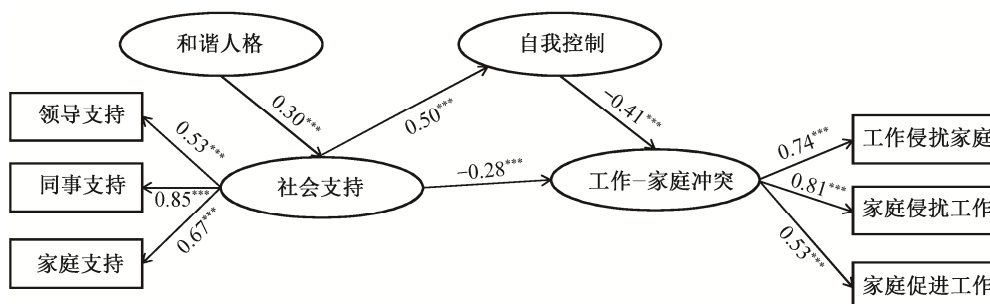 和谐人格
自我控制
领导支持
0.30***
0.50***
−0.41***
0.53***
0.74***
工作侵扰家庭
同事支持
0.85***
社会支持
−0.28***
工作−家庭冲突
0.81***
家庭侵扰工作
0.67***
0.53***
家庭支持
家庭促进工作